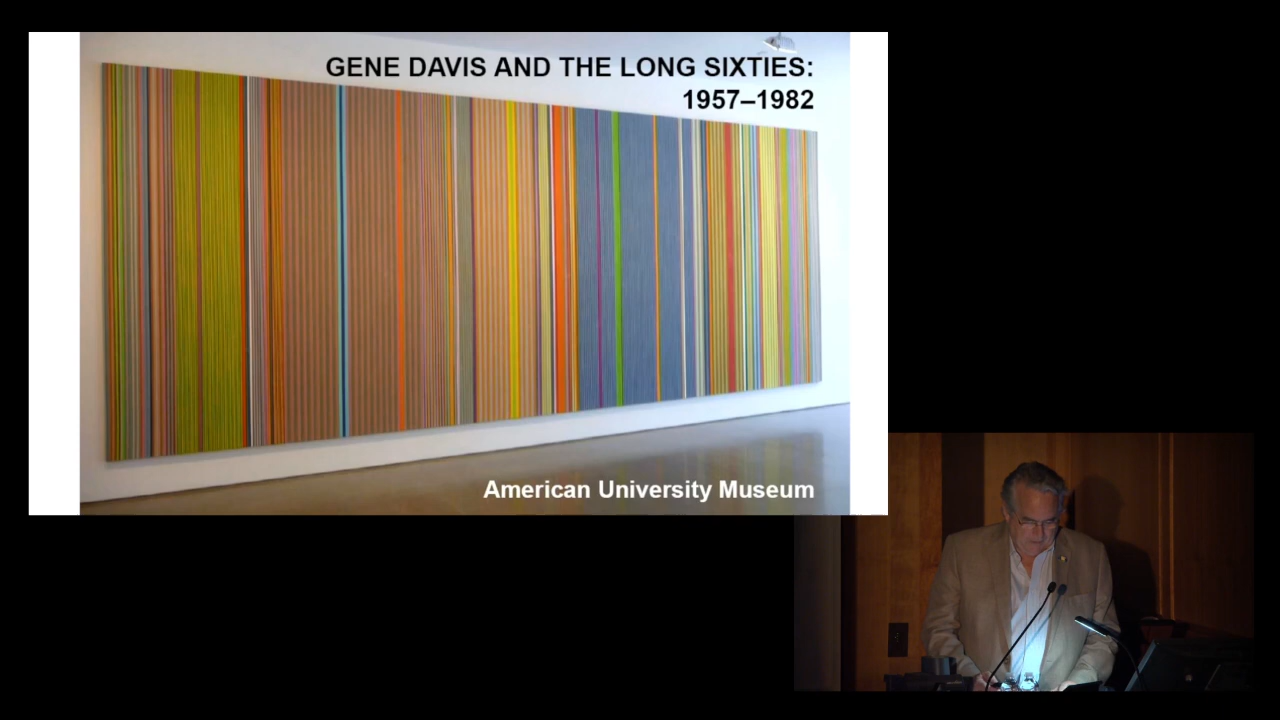 GENE DAVIS AND THE LONG SIXTIES:
1957–1982
American University Museum